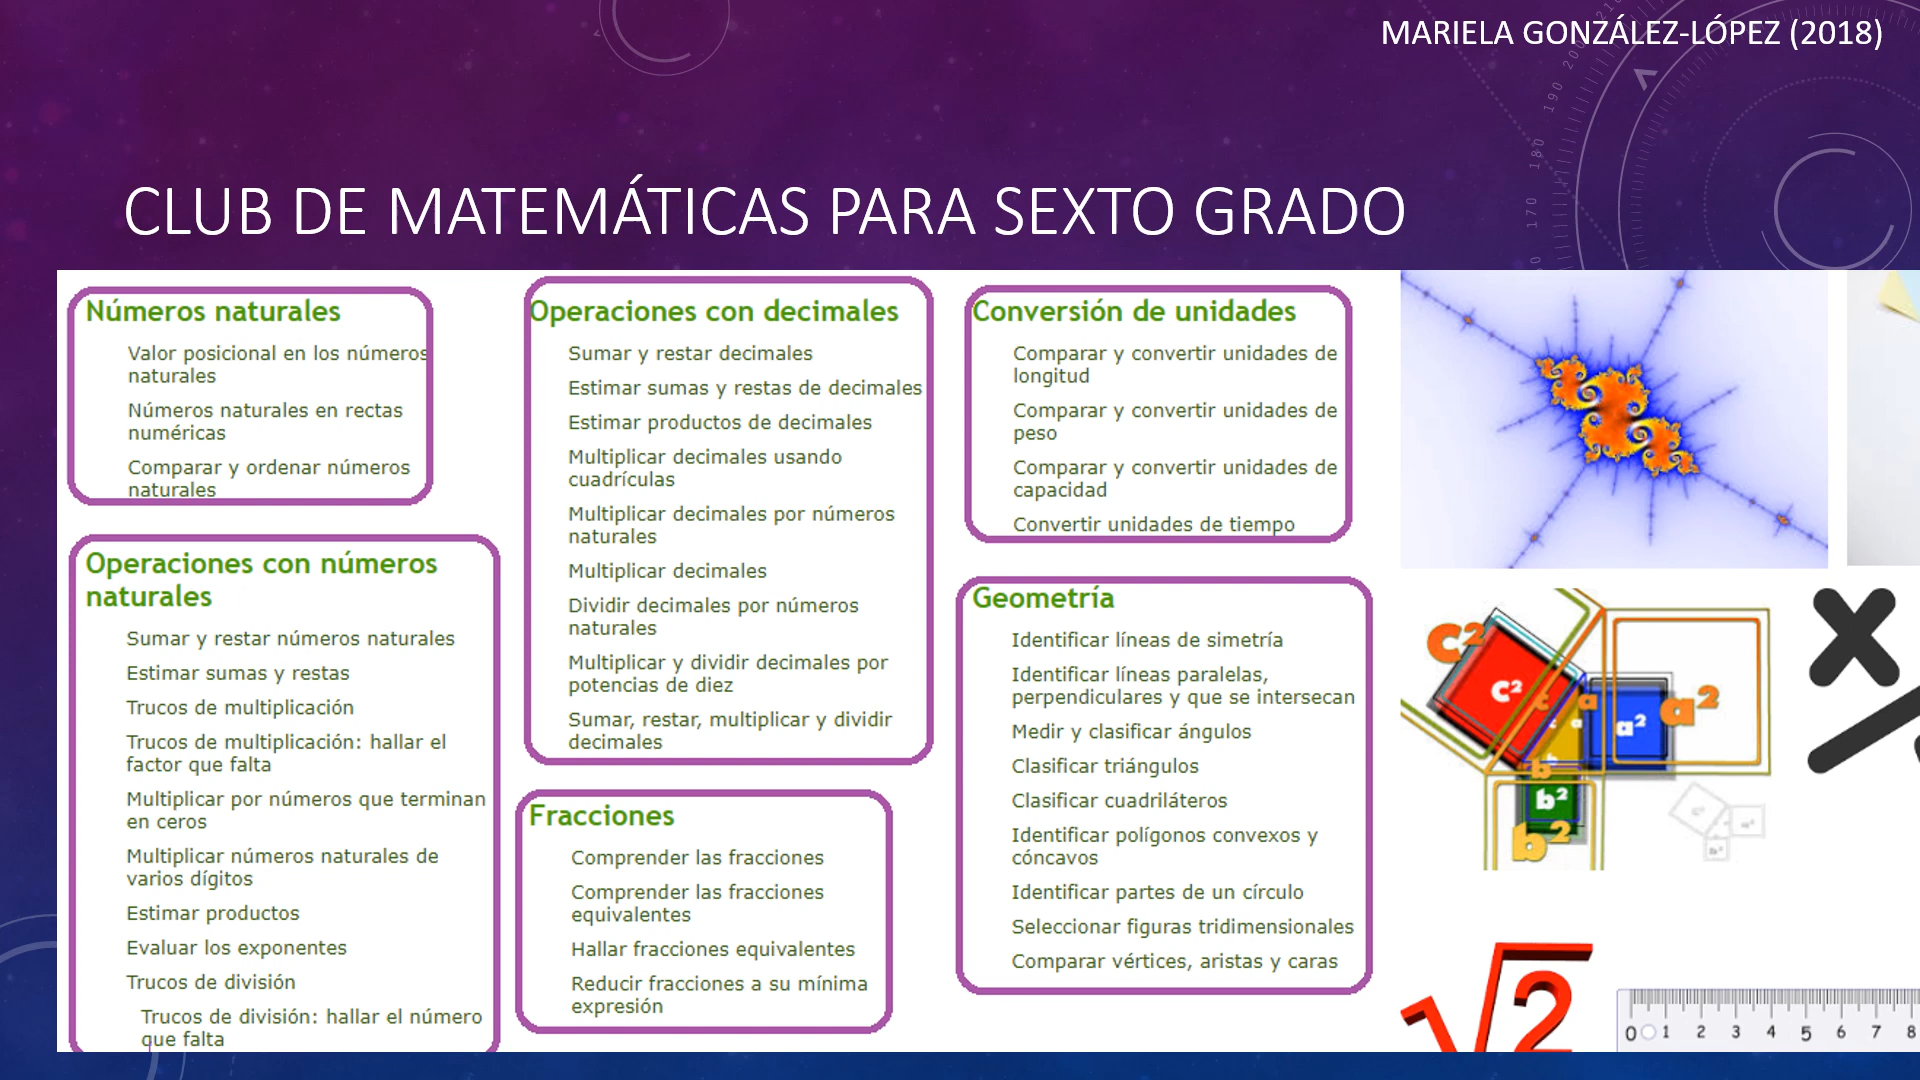 MARIELA GONZÁLEZ-LÓPEZ (2018)
CLUB DE MATEMÁTICAS PARA SEXTO GRADO
Números naturales
Valor posicional en los números
naturales
Números naturales en rectas
numéricas
Comparar y ordenar números
naturales
Operaciones con números
naturales
Sumar y restar números naturales
Estimar sumas y restas
Trucos de multiplicación
Trucos de multiplicación: hallar el
factor que falta
Multiplicar por números que terminan
en ceros
Multiplicar números naturales de
varios dígitos
Estimar productos
Evaluar los exponentes
Trucos de división
Trucos de división: hallar el número
que falta
Operaciones con decimales
Sumar y restar decimales
Estimar sumas y restas de decimales
Estimar productos de decimales
Multiplicar decimales usando
cuadrículas
Multiplicar decimales por números
naturales
Multiplicar decimales
Dividir decimales por números
naturales
Multiplicar y dividir decimales por
potencias de diez
Sumar, restar, multiplicar y dividir
decimales
Fracciones
Comprender las fracciones
Comprender las fracciones
equivalentes
Hallar fracciones equivalentes
Reducir fracciones a su mínima
expresión
Conversión de unidades
Comparar y convertir unidades de
longitud
Comparar y convertir unidades de
peso
Comparar y convertir unidades de
capacidad
Convertir unidades de tiempo
Geometría
Identificar líneas de simetría
Identificar líneas paralelas,
perpendiculares y que se intersecan
Medir y clasificar ángulos
Clasificar triángulos
Clasificar cuadriláteros
Identificar polígonos convexos y
cóncavos
Identificar partes de un círculo
Seleccionar figuras tridimensionales
Comparar vértices, aristas y caras
c²
c²
c a
c a
b
a²
a²
b²
b²
√2
0 1 2 3 4 5 6 7 8
170 180 190 200